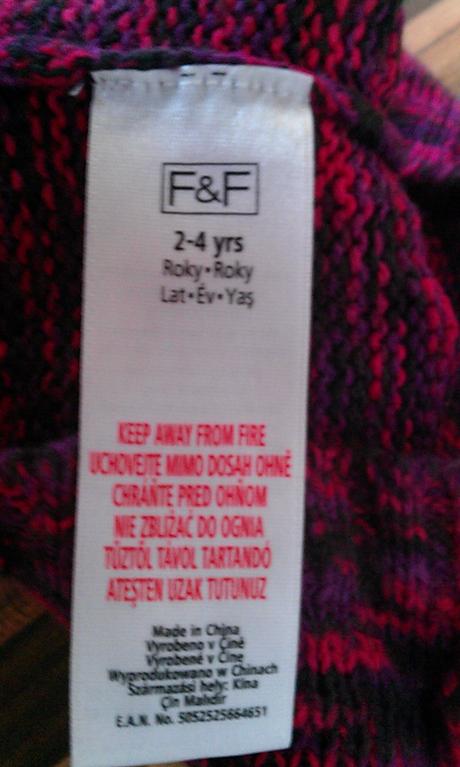 F&F
2-4 yrs
Roky•Roky
Lat•Év•Yaş
KEEP AWAY FROM FIRE
UCHOVEJTE MIMO DOSAH OHNĚ
CHRÁŇTE PRED OHŇOM
NIE ZBLIŻAĆ DO OGNIA
TŰZTŐL TÁVOL TARTANDÓ
ATEŞTEN UZAK TUTUNUZ
Made in China
Vyrobeno v Číně
Vyrobené v Číne
Wyprodukowano w Chinach
Származási hely: Kína
Çin Malıdır
E.A.N. No. 5052525664651